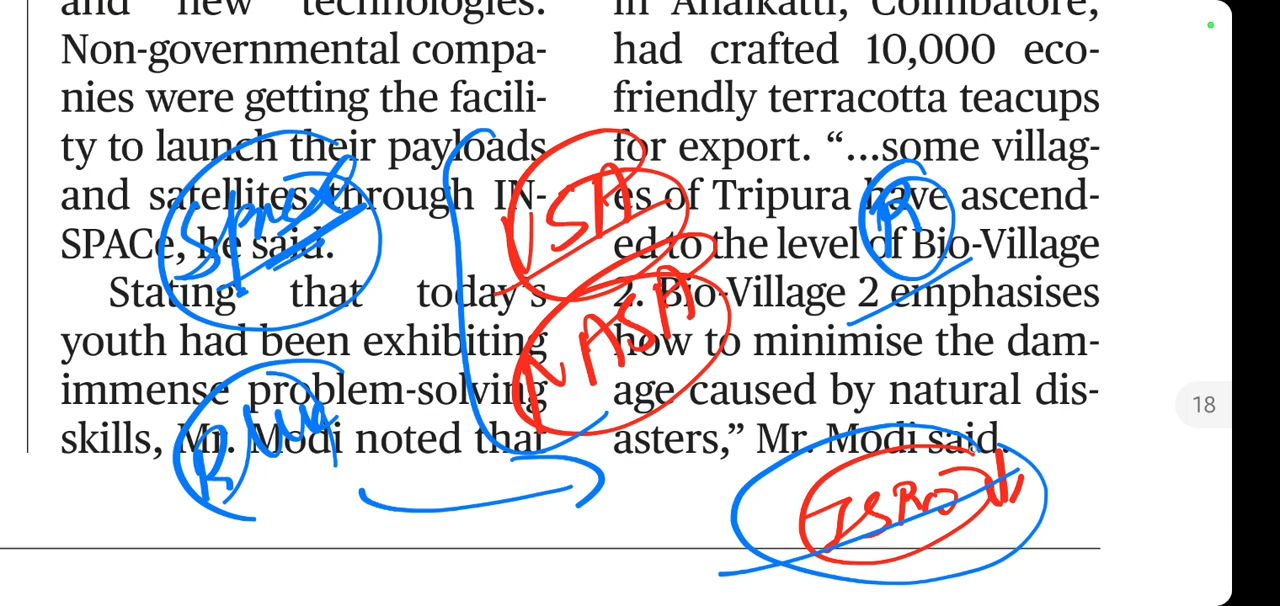 and new technologies.
Non-governmental compa-
nies were getting the facili-
ty to launch their payloads
and satellites through IN-
SPACe, he said.
Stating that today's
youth had been exhibiting
immense problem-solving
skills, Mr. Modi noted that
in Anaikatti, Coimbatore,
had crafted 10,000 eco-
friendly terracotta teacups
for export. “...some villag-
es of Tripura have ascend-
ed to the level of Bio-Village
2. Bio-Village 2 emphasises
how to minimise the dam-
age caused by natural dis-
asters,” Mr. Modi said.
USA
NASA
R
ISRO
18